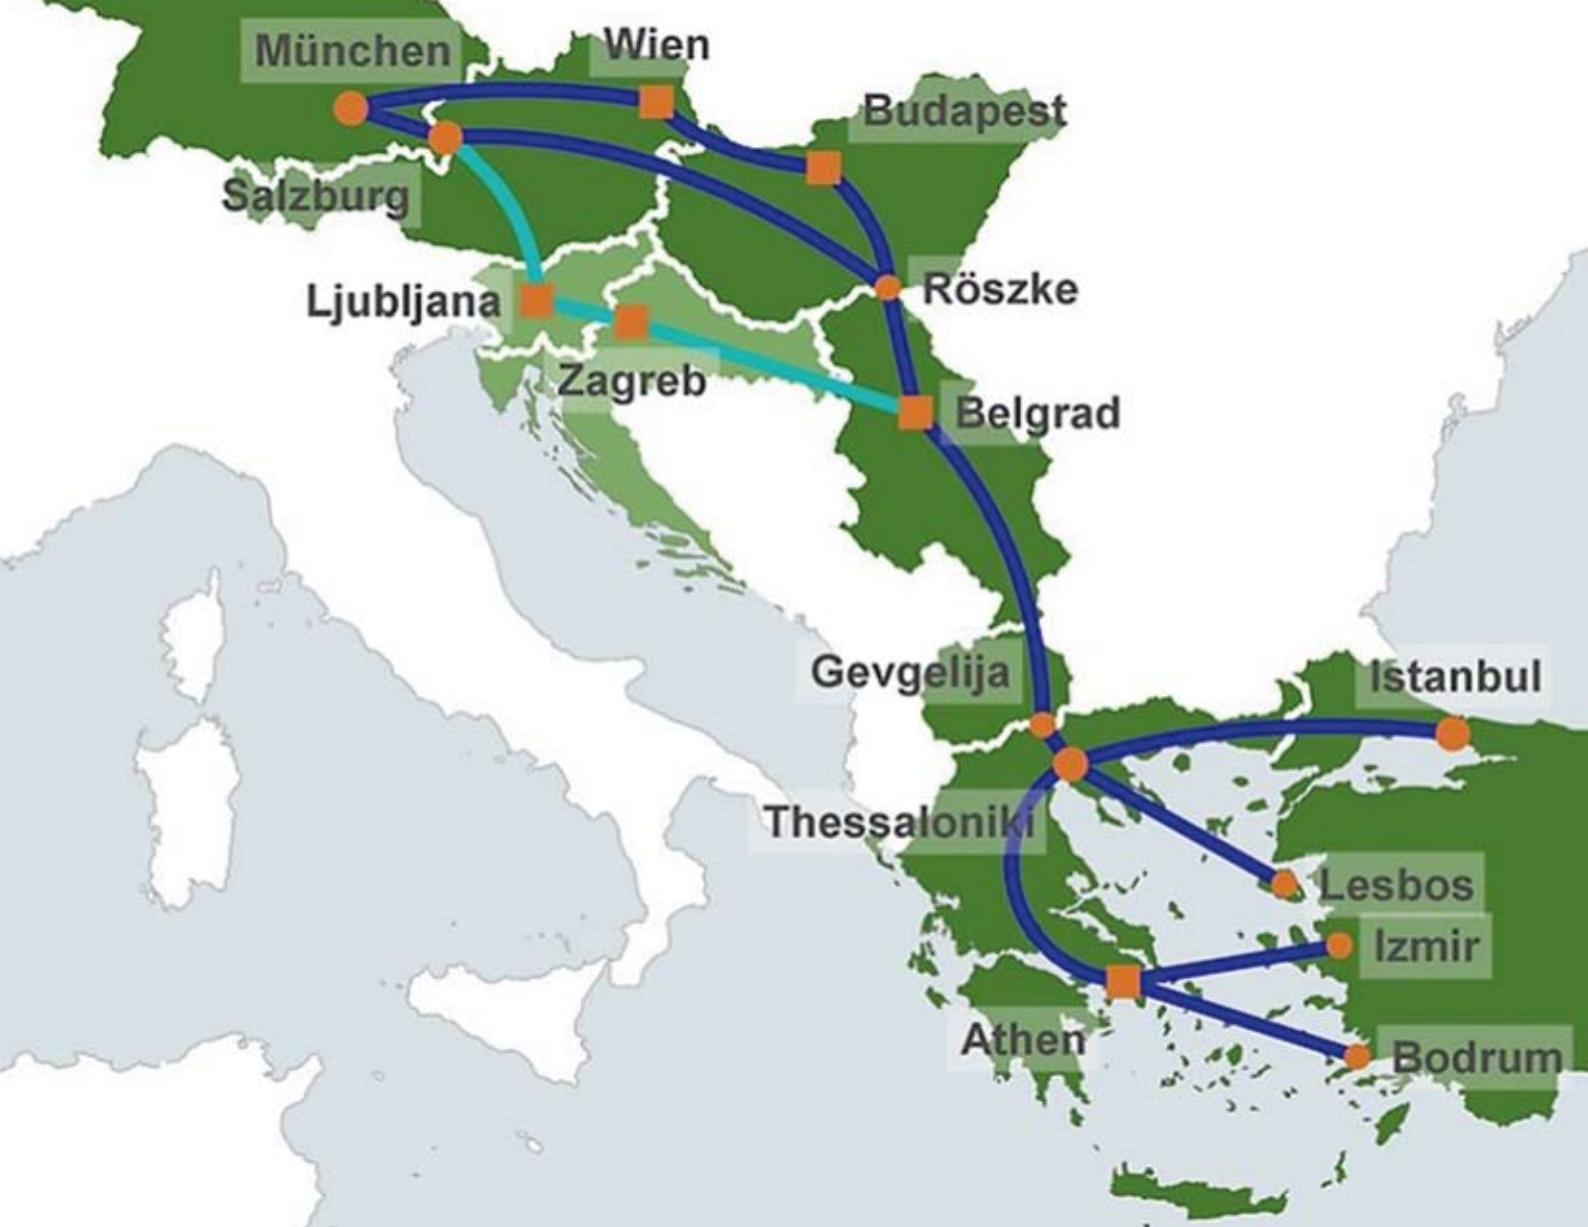 München
Wien
Budapest
Salzburg
Ljubljana
Röszke
Zagreb
Belgrad
Gevgelija
Istanbul
Thessaloniki
Lesbos
Izmir
Athen
Bodrum